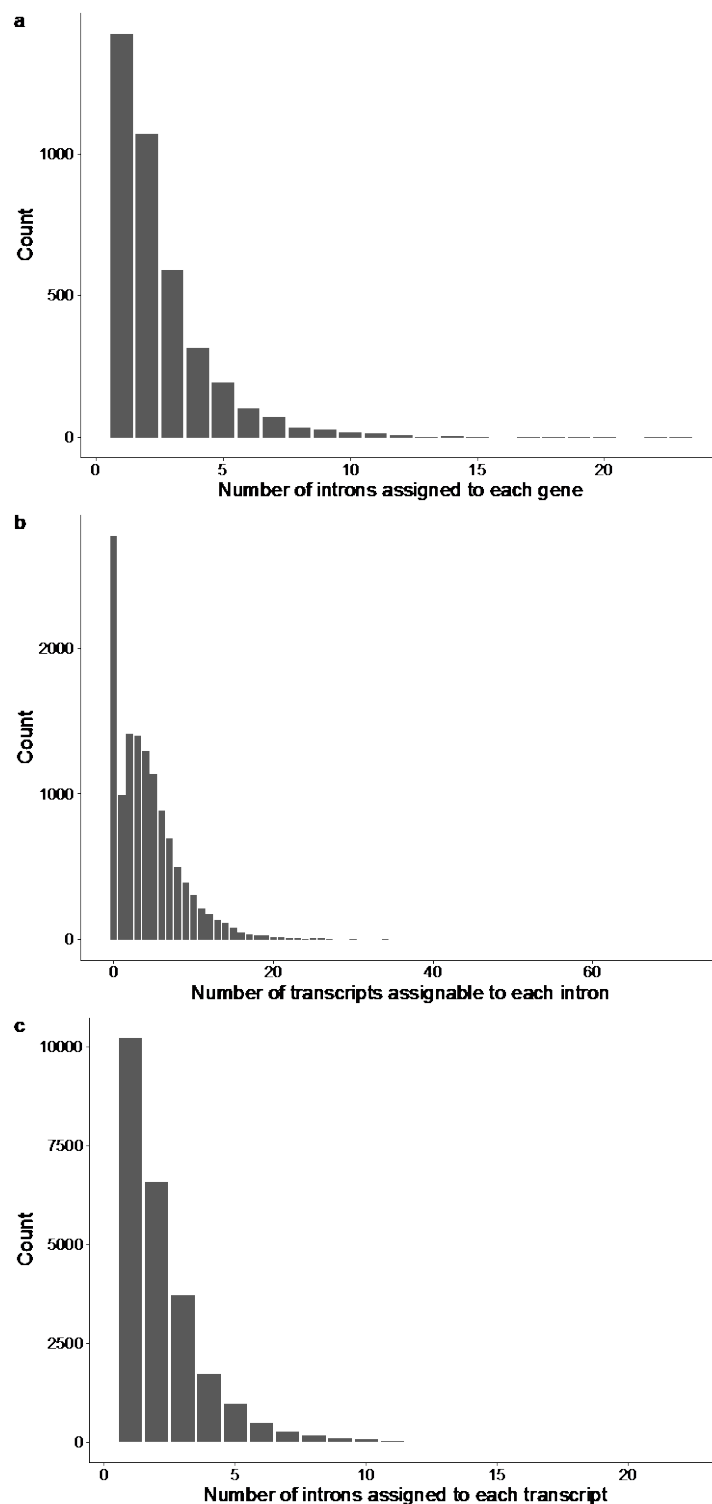 a
1000
500
0
Count
0 5 10 15 20
Number of introns assigned to each gene
b
2000
1000
0
Count
0 20 40 60
Number of transcripts assignable to each intron
c
10000
7500
5000
2500
0
Count
0 5 10 15 20
Number of introns assigned to each transcript